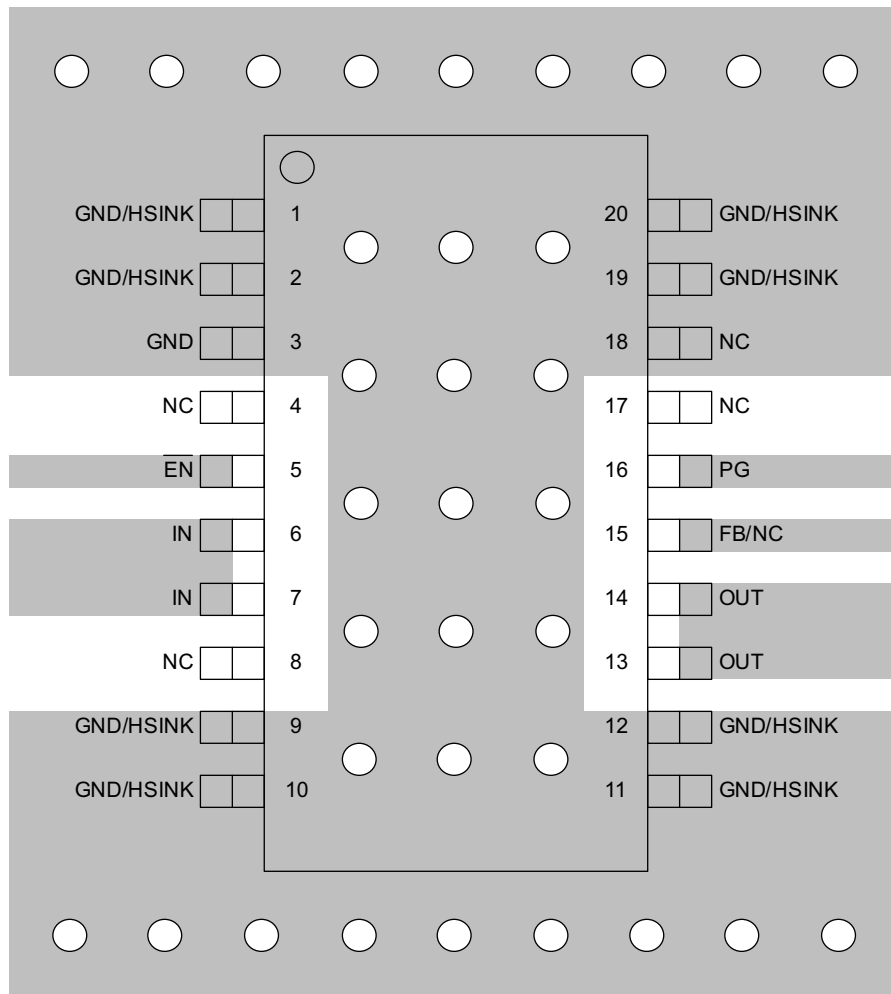 GND/HSINK 1 20 GND/HSINK
GND/HSINK 2 19 GND/HSINK
GND 3 18 NC
NC 4 17 NC
E̅N̅ 5 16 PG
IN 6 15 FB/NC
IN 7 14 OUT
NC 8 13 OUT
GND/HSINK 9 12 GND/HSINK
GND/HSINK 10 11 GND/HSINK